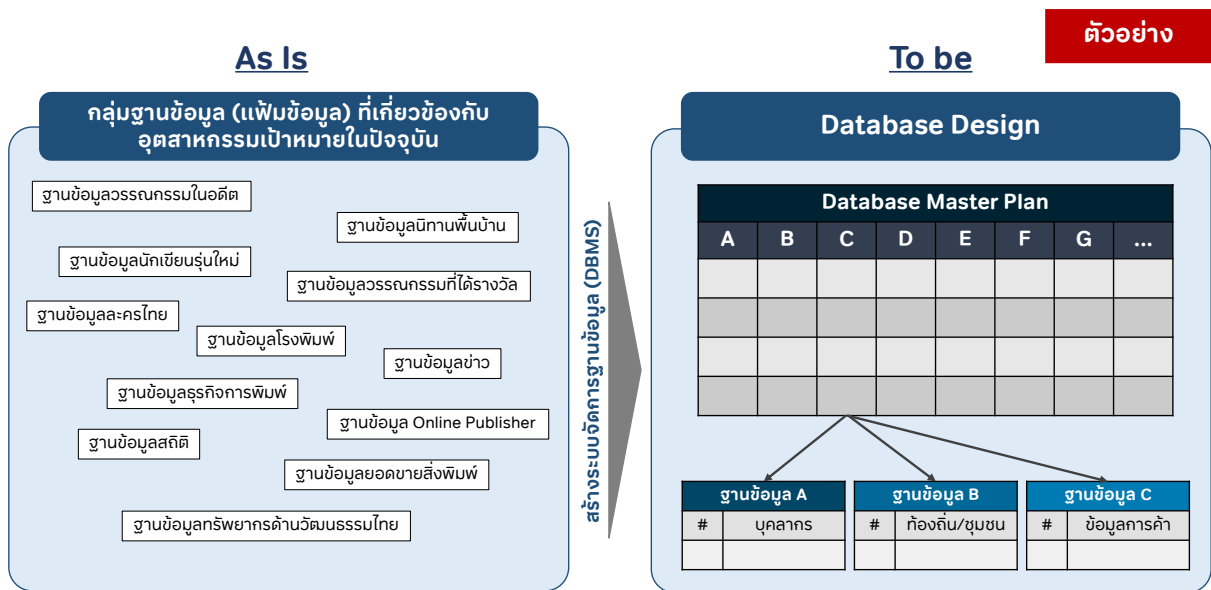 ตัวอย่าง
As Is
To be
กลุ่มฐานข้อมูล (แฟ้มข้อมูล) ที่เกี่ยวข้องกับ
อุตสาหกรรมเป้าหมายในปัจจุบัน
ฐานข้อมูลวรรณกรรมในอดีต
ฐานข้อมูลนิทานพื้นบ้าน
ฐานข้อมูลนักเขียนรุ่นใหม่
ฐานข้อมูลวรรณกรรมที่ได้รางวัล
ฐานข้อมูลละครไทย
ฐานข้อมูลโรงพิมพ์
ฐานข้อมูลข่าว
ฐานข้อมูลธุรกิจการพิมพ์
ฐานข้อมูล Online Publisher
ฐานข้อมูลสถิติ
ฐานข้อมูลยอดขายสิ่งพิมพ์
ฐานข้อมูลทรัพยากรด้านวัฒนธรรมไทย
สร้างระบบจัดการฐานข้อมูล (DBMS)
Database Design
Database Master Plan
A B C D E F G ...
ฐานข้อมูล A
# บุคลากร
ฐานข้อมูล B
# ท้องถิ่น/ชุมชน
ฐานข้อมูล C
# ข้อมูลการค้า